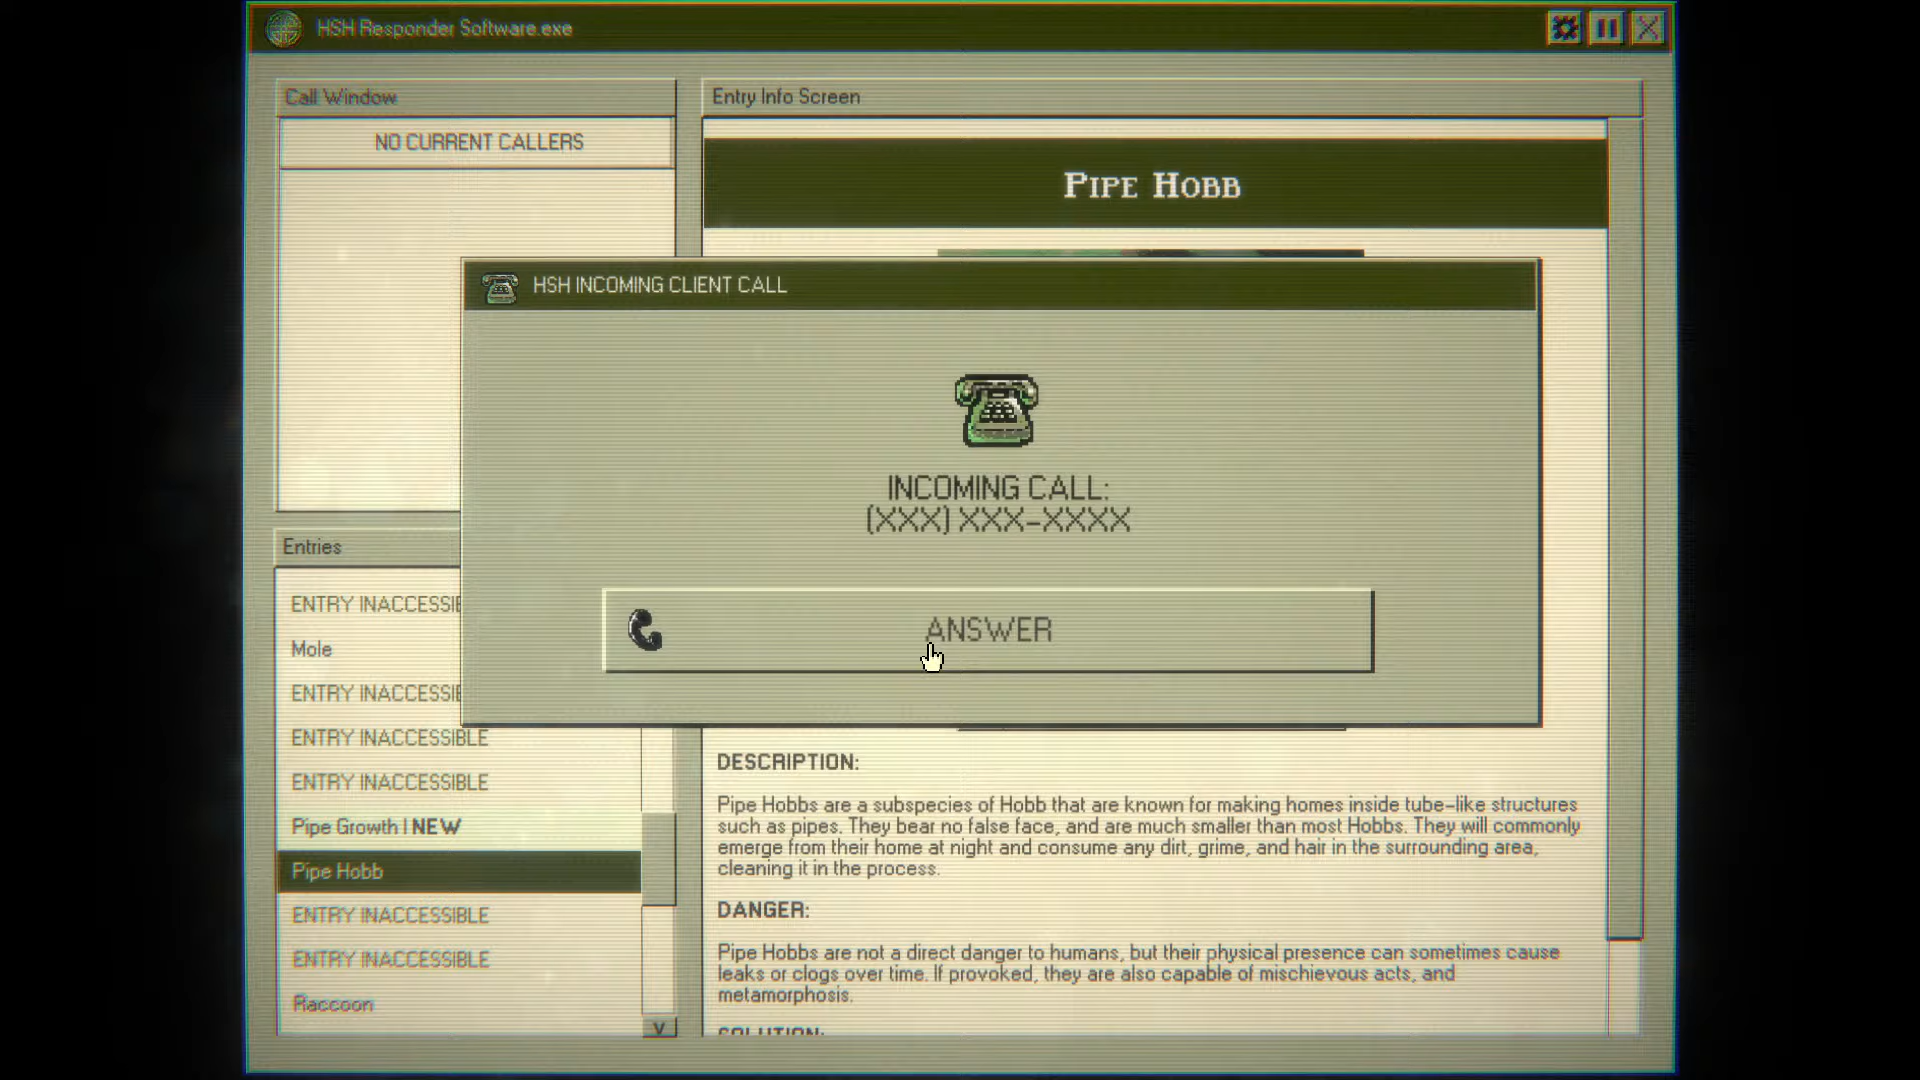 HSH Responder Software.exe
Call Window
NO CURRENT CALLERS
Entry Info Screen
PIPE HOBB
HSH INCOMING CLIENT CALL
INCOMING CALL:
(XXX) XXX-XXXX
ANSWER
Entries
ENTRY INACCESSIB
Mole
ENTRY INACCESSIB
ENTRY INACCESSIBLE
ENTRY INACCESSIBLE
Pipe Growth | NEW
Pipe Hobb
ENTRY INACCESSIBLE
ENTRY INACCESSIBLE
Raccoon
V
DESCRIPTION:
Pipe Hobbs are a subspecies of Hobb that are known for making homes inside tube-like structures
such as pipes. They bear no false face, and are much smaller than most Hobbs. They will commonly
emerge from their home at night and consume any dirt, grime, and hair in the surrounding area,
cleaning it in the process.
DANGER:
Pipe Hobbs are not a direct danger to humans, but their physical presence can sometimes cause
leaks or clogs over time. If provoked, they are also capable of mischievous acts, and
metamorphosis.
SOLUTION: